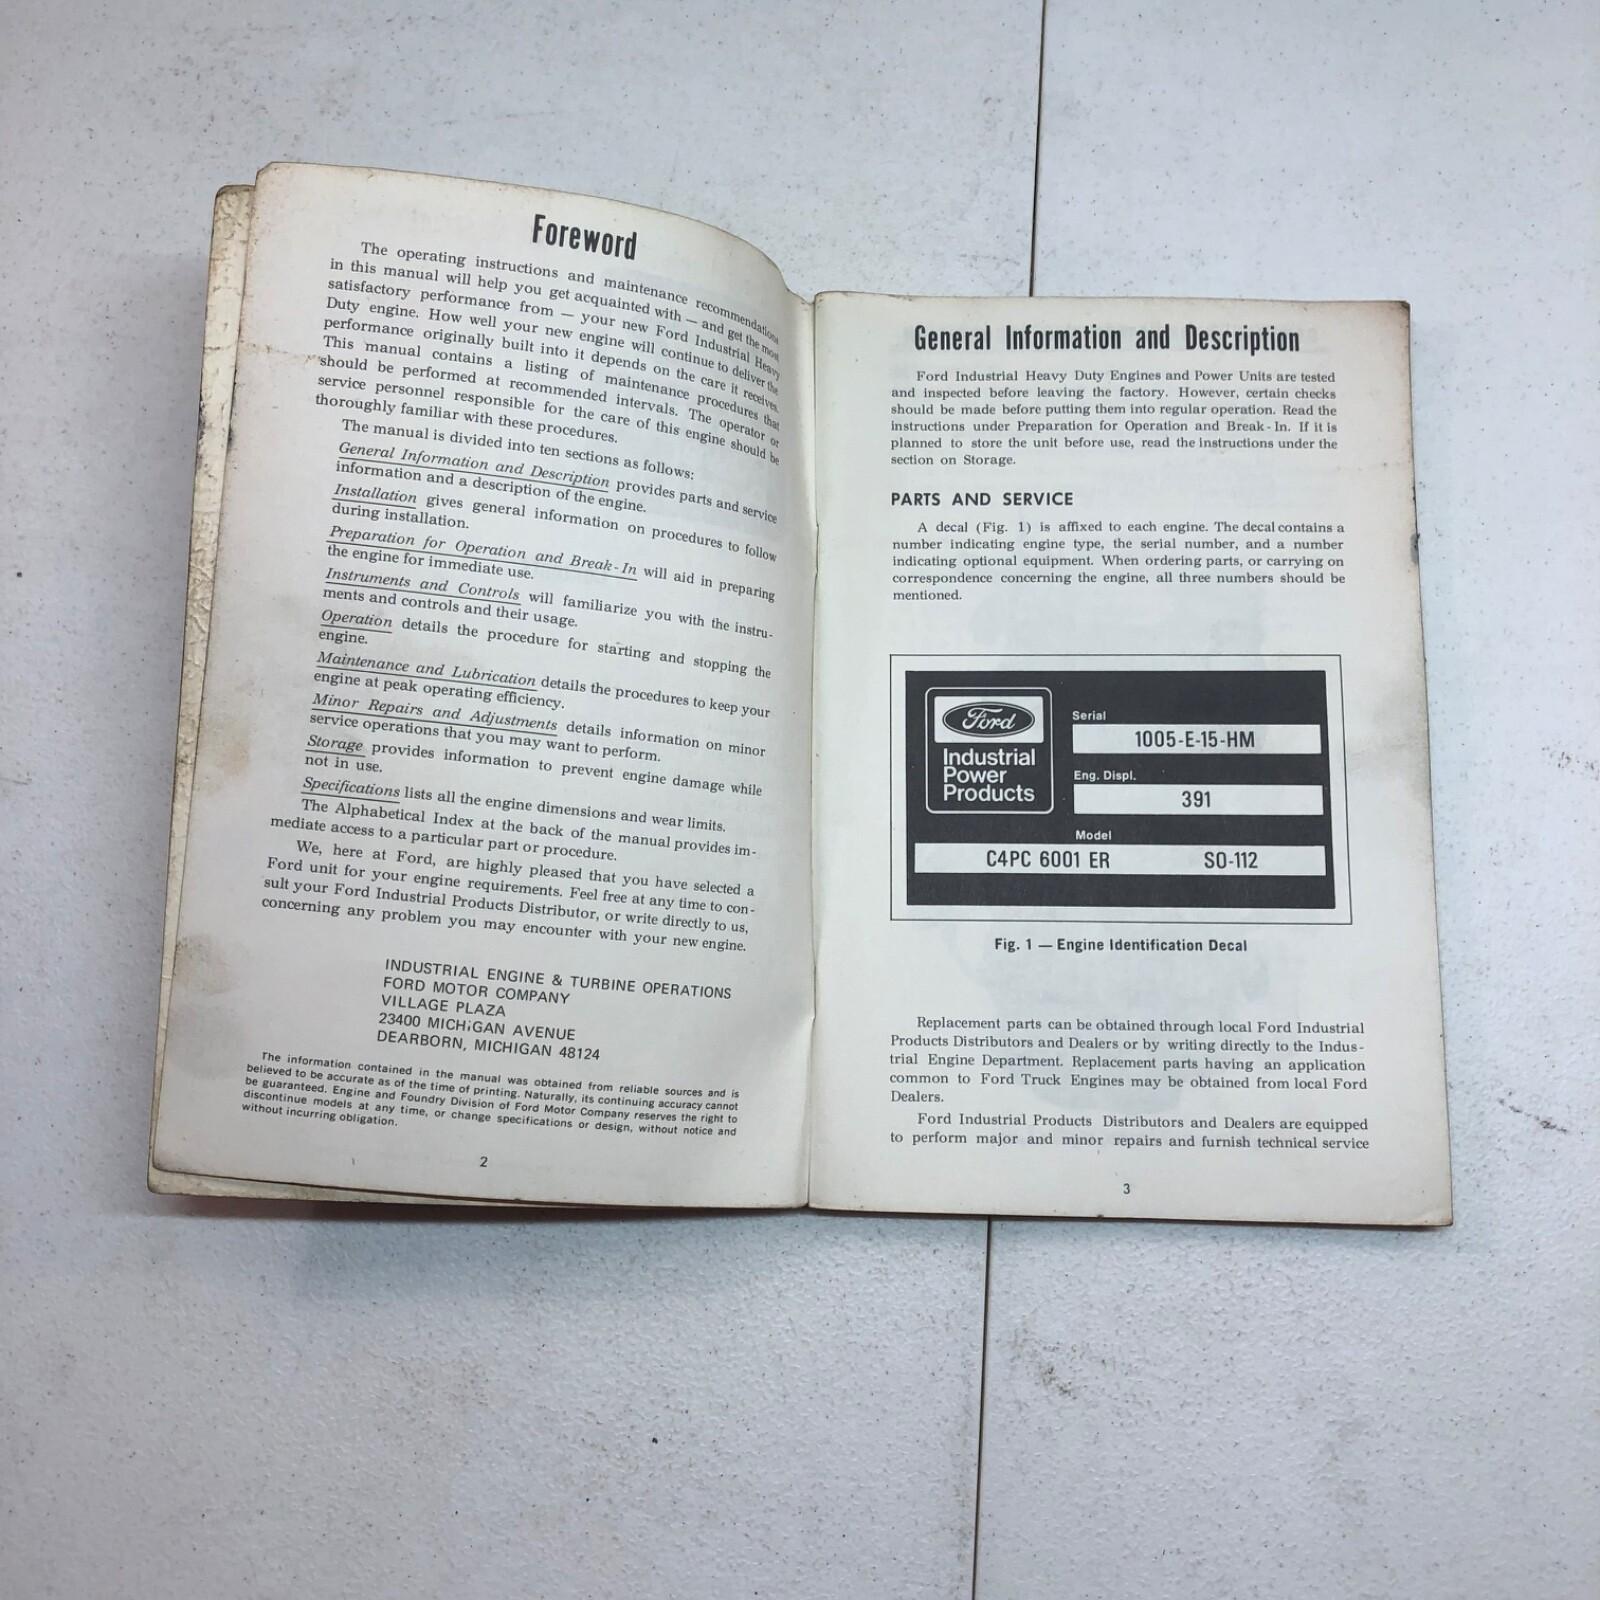 Foreword
The operating instructions and maintenance recommendations
in this manual will help you get acquainted with — and get the most
satisfactory performance from — your new Ford Industrial Heavy
Duty engine. How well your new engine will continue to deliver the
performance originally built into it depends on the care it receives.
This manual contains a listing of maintenance procedures that
should be performed at recommended intervals. The operator or
service personnel responsible for the care of this engine should be
thoroughly familiar with these procedures.
The manual is divided into ten sections as follows:
General Information and Description provides parts and service
information and a description of the engine.
Installation gives general information on procedures to follow
during installation.
Preparation for Operation and Break-In will aid in preparing
the engine for immediate use.
Instruments and Controls will familiarize you with the instru-
ments and controls and their usage.
Operation details the procedure for starting and stopping the
engine.
Maintenance and Lubrication details the procedures to keep your
engine at peak operating efficiency.
Minor Repairs and Adjustments details information on minor
service operations that you may want to perform.
Storage provides information to prevent engine damage while
not in use.
Specifications lists all the engine dimensions and wear limits.
The Alphabetical Index at the back of the manual provides im-
mediate access to a particular part or procedure.
We, here at Ford, are highly pleased that you have selected a
Ford unit for your engine requirements. Feel free at any time to con-
sult your Ford Industrial Products Distributor, or write directly to us,
concerning any problem you may encounter with your new engine.
INDUSTRIAL ENGINE & TURBINE OPERATIONS
FORD MOTOR COMPANY
VILLAGE PLAZA
23400 MICHIGAN AVENUE
DEARBORN, MICHIGAN 48124
The information contained in the manual was obtained from reliable sources and is
believed to be accurate as of the time of printing. Naturally, its continuing accuracy cannot
be guaranteed. Engine and Foundry Division of Ford Motor Company reserves the right to
discontinue models at any time, or change specifications or design, without notice and
without incurring obligation.
2
General Information and Description
Ford Industrial Heavy Duty Engines and Power Units are tested
and inspected before leaving the factory. However, certain checks
should be made before putting them into regular operation. Read the
instructions under Preparation for Operation and Break-In. If it is
planned to store the unit before use, read the instructions under the
section on Storage.
PARTS AND SERVICE
A decal (Fig. 1) is affixed to each engine. The decal contains a
number indicating engine type, the serial number, and a number
indicating optional equipment. When ordering parts, or carrying on
correspondence concerning the engine, all three numbers should be
mentioned.
Ford
Industrial
Power
Products
Serial
1005-E-15-HM
Eng. Displ.
391
Model
C4PC 6001 ER SO-112
Fig. 1 — Engine Identification Decal
Replacement parts can be obtained through local Ford Industrial
Products Distributors and Dealers or by writing directly to the Indus-
trial Engine Department. Replacement parts having an application
common to Ford Truck Engines may be obtained from local Ford
Dealers.
Ford Industrial Products Distributors and Dealers are equipped
to perform major and minor repairs and furnish technical service
3